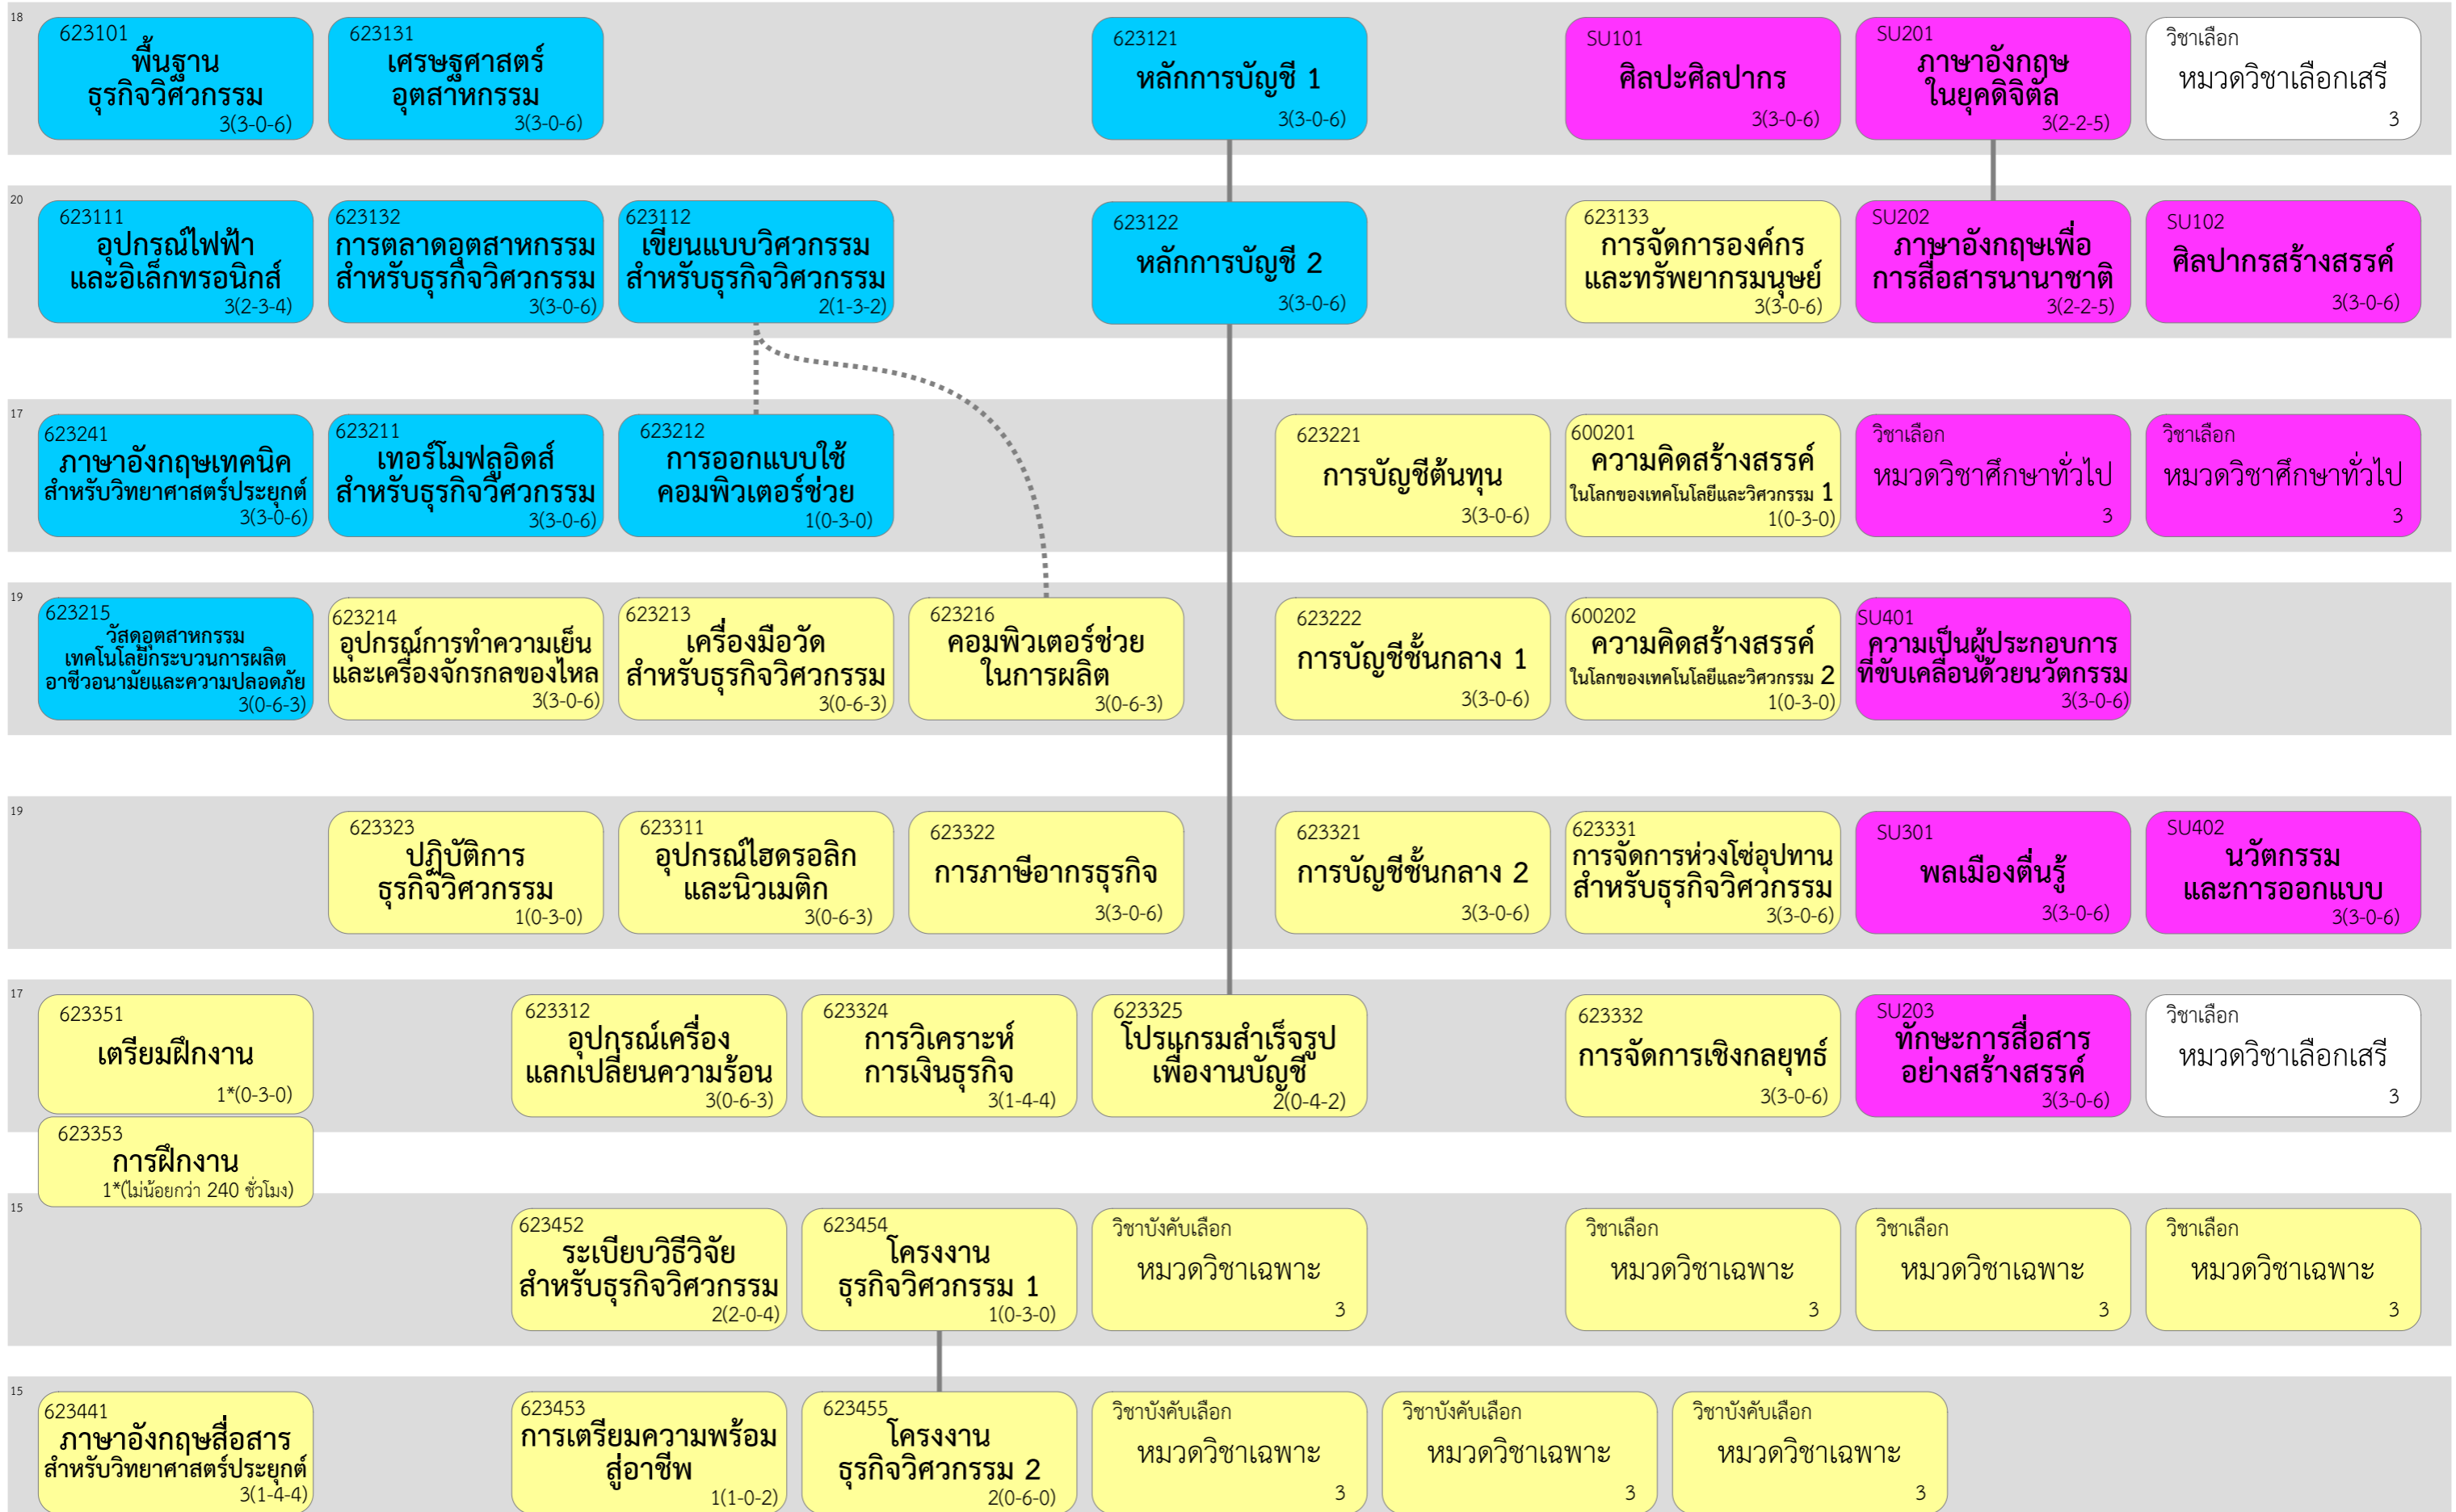 18
623101
พื้นฐาน
ธุรกิจวิศวกรรม
3(3-0-6)
623131
เศรษฐศาสตร์
อุตสาหกรรม
3(3-0-6)
623121
หลักการบัญชี 1
3(3-0-6)
SU101
ศิลปะศิลปากร
3(3-0-6)
SU201
ภาษาอังกฤษ
ในยุคดิจิตัล
3(2-2-5)
วิชาเลือก
หมวดวิชาเลือกเสรี
3
20
623111
อุปกรณ์ไฟฟ้า
และอิเล็กทรอนิกส์
3(2-3-4)
623132
การตลาดอุตสาหกรรม
สำหรับธุรกิจวิศวกรรม
3(3-0-6)
623112
เขียนแบบวิศวกรรม
สำหรับธุรกิจวิศวกรรม
2(1-3-2)
623122
หลักการบัญชี 2
3(3-0-6)
623133
การจัดการองค์กร
และทรัพยากรมนุษย์
3(3-0-6)
SU202
ภาษาอังกฤษเพื่อ
การสื่อสารนานาชาติ
3(2-2-5)
SU102
ศิลปากรสร้างสรรค์
3(3-0-6)
17
623241
ภาษาอังกฤษเทคนิค
สำหรับวิทยาศาสตร์ประยุกต์
3(3-0-6)
623211
เทอร์โมฟลูอิดส์
สำหรับธุรกิจวิศวกรรม
3(3-0-6)
623212
การออกแบบใช้
คอมพิวเตอร์ช่วย
1(0-3-0)
623221
การบัญชีต้นทุน
3(3-0-6)
600201
ความคิดสร้างสรรค์
ในโลกของเทคโนโลยีและวิศวกรรม 1
1(0-3-0)
วิชาเลือก
หมวดวิชาศึกษาทั่วไป
3
วิชาเลือก
หมวดวิชาศึกษาทั่วไป
3
19
623215
วัสดุอุตสาหกรรม
เทคโนโลยีกระบวนการผลิต
อาชีวอนามัยและความปลอดภัย
3(0-6-3)
623214
อุปกรณ์การทำความเย็น
และเครื่องจักรกลของไหล
3(3-0-6)
623213
เครื่องมือวัด
สำหรับธุรกิจวิศวกรรม
3(0-6-3)
623216
คอมพิวเตอร์ช่วย
ในการผลิต
3(0-6-3)
623222
การบัญชีชั้นกลาง 1
3(3-0-6)
600202
ความคิดสร้างสรรค์
ในโลกของเทคโนโลยีและวิศวกรรม 2
1(0-3-0)
SU401
ความเป็นผู้ประกอบการ
ที่ขับเคลื่อนด้วยนวัตกรรม
3(3-0-6)
19
623323
ปฏิบัติการ
ธุรกิจวิศวกรรม
1(0-3-0)
623311
อุปกรณ์ไฮดรอลิก
และนิวเมติก
3(0-6-3)
623322
การภาษีอากรธุรกิจ
3(3-0-6)
623321
การบัญชีชั้นกลาง 2
3(3-0-6)
623331
การจัดการห่วงโซ่อุปทาน
สำหรับธุรกิจวิศวกรรม
3(3-0-6)
SU301
พลเมืองตื่นรู้
3(3-0-6)
SU402
นวัตกรรม
และการออกแบบ
3(3-0-6)
17
623351
เตรียมฝึกงาน
1*(0-3-0)
623312
อุปกรณ์เครื่อง
แลกเปลี่ยนความร้อน
3(0-6-3)
623324
การวิเคราะห์
การเงินธุรกิจ
3(1-4-4)
623325
โปรแกรมสำเร็จรูป
เพื่องานบัญชี
2(0-4-2)
623332
การจัดการเชิงกลยุทธ์
3(3-0-6)
SU203
ทักษะการสื่อสาร
อย่างสร้างสรรค์
3(3-0-6)
วิชาเลือก
หมวดวิชาเลือกเสรี
3
623353
การฝึกงาน
1*(ไม่น้อยกว่า 240 ชั่วโมง)
15
623452
ระเบียบวิธีวิจัย
สำหรับธุรกิจวิศวกรรม
2(2-0-4)
623454
โครงงาน
ธุรกิจวิศวกรรม 1
1(0-3-0)
วิชาบังคับเลือก
หมวดวิชาเฉพาะ
3
วิชาเลือก
หมวดวิชาเฉพาะ
3
วิชาเลือก
หมวดวิชาเฉพาะ
3
วิชาเลือก
หมวดวิชาเฉพาะ
3
15
623441
ภาษาอังกฤษสื่อสาร
สำหรับวิทยาศาสตร์ประยุกต์
3(1-4-4)
623453
การเตรียมความพร้อม
สู่อาชีพ
1(1-0-2)
623455
โครงงาน
ธุรกิจวิศวกรรม 2
2(0-6-0)
วิชาบังคับเลือก
หมวดวิชาเฉพาะ
3
วิชาบังคับเลือก
หมวดวิชาเฉพาะ
3
วิชาบังคับเลือก
หมวดวิชาเฉพาะ
3